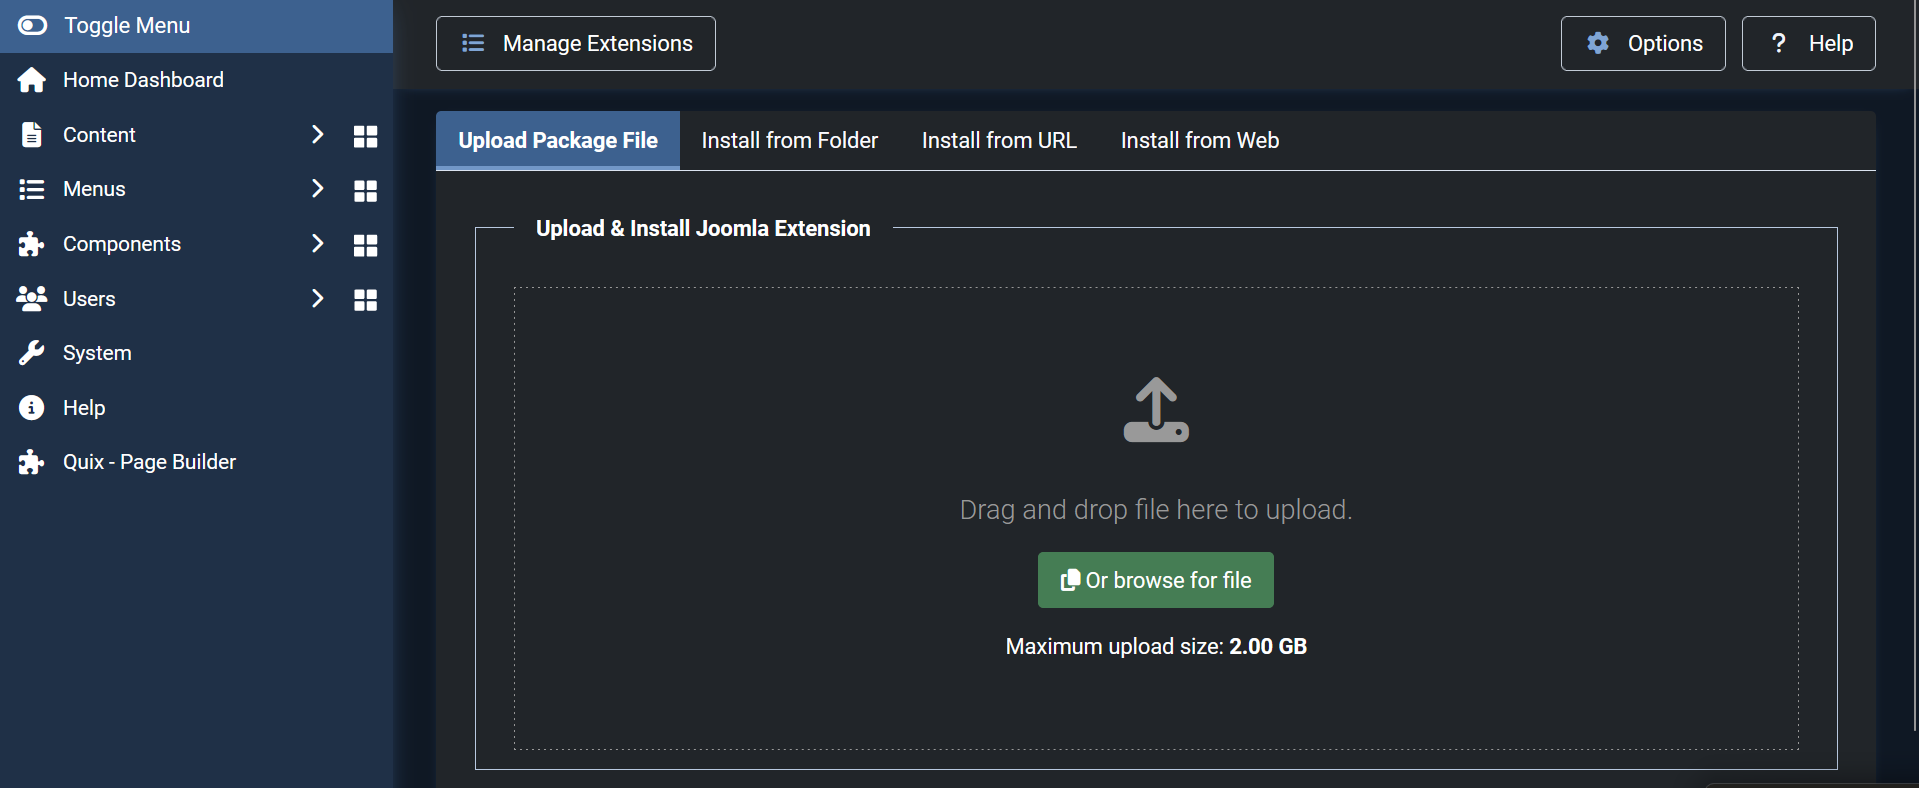 Toggle Menu
Home Dashboard
Content
Menus
Components
Users
System
Help
Quix - Page Builder
Manage Extensions
Options
? Help
Upload Package File
Install from Folder
Install from URL
Install from Web
Upload & Install Joomla Extension
Drag and drop file here to upload.
Or browse for file
Maximum upload size: 2.00 GB